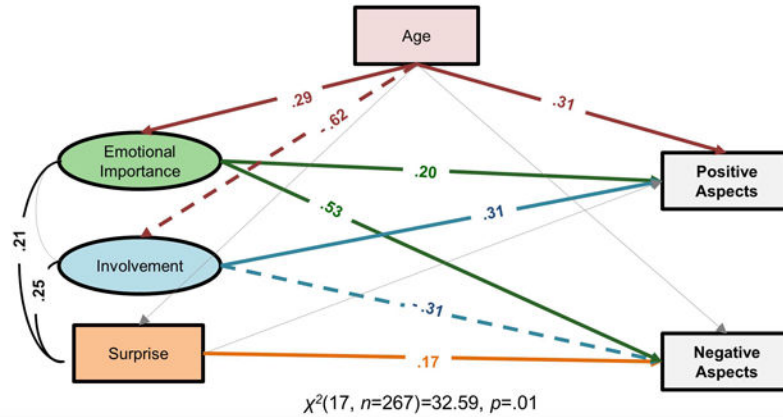 Age
.29
-.62
.31
Emotional
Importance
.20
Positive
Aspects
.53
.31
.21
Involvement
.25
-.31
Surprise
.17
Negative
Aspects
χ²(17, n=267)=32.59, p=.01